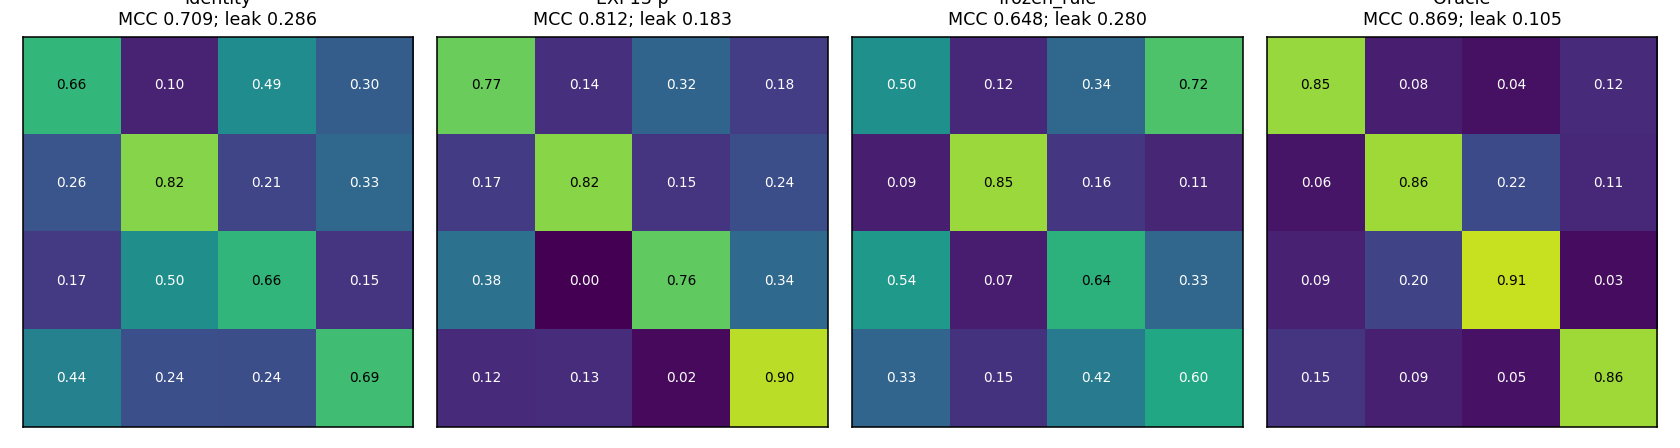 Identity
MCC 0.709; leak 0.286
0.66 0.10 0.49 0.30
0.26 0.82 0.21 0.33
0.17 0.50 0.66 0.15
0.44 0.24 0.24 0.69
MCC 0.812; leak 0.183
0.77 0.14 0.32 0.18
0.17 0.82 0.15 0.24
0.38 0.00 0.76 0.34
0.12 0.13 0.02 0.90
frozen_rule
MCC 0.648; leak 0.280
0.50 0.12 0.34 0.72
0.09 0.85 0.16 0.11
0.54 0.07 0.64 0.33
0.33 0.15 0.42 0.60
Oracle
MCC 0.869; leak 0.105
0.85 0.08 0.04 0.12
0.06 0.86 0.22 0.11
0.09 0.20 0.91 0.03
0.15 0.09 0.05 0.86